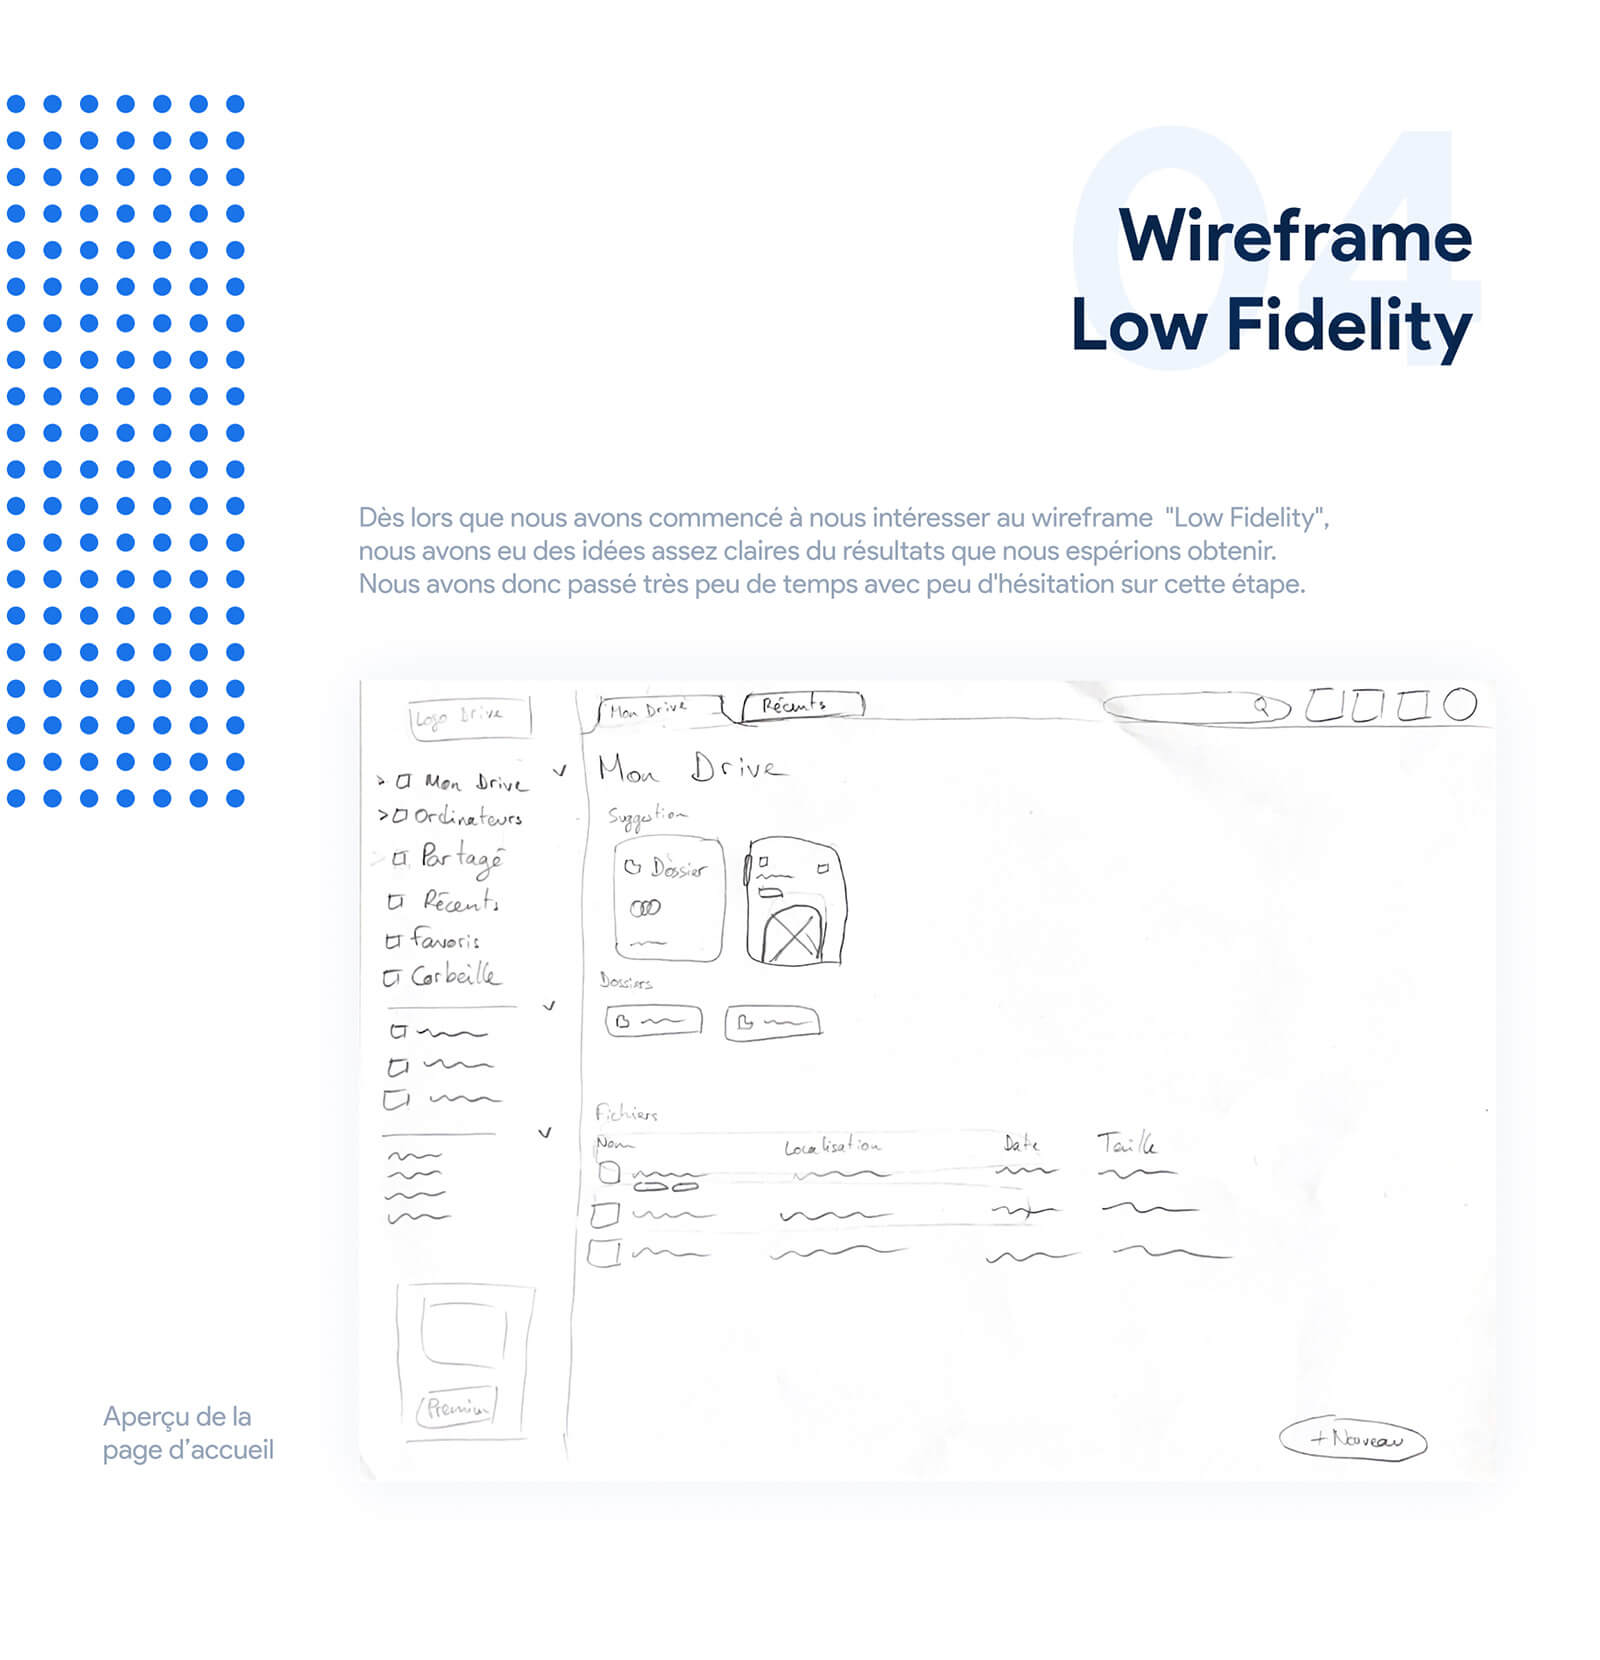 04
Wireframe
Low Fidelity
Dès lors que nous avons commencé à nous intéresser au wireframe "Low Fidelity",
nous avons eu des idées assez claires du résultats que nous espérions obtenir.
Nous avons donc passé très peu de temps avec peu d'hésitation sur cette étape.
Logo Drive
Mon Drive
Récents
Mon Drive
Ordinateurs
Partagé
Récents
Favoris
Corbeille
Premium
Mon Drive
Suggestion
Dossier
Dossiers
Fichiers
Nom Localisation Date Taille
+ Nouveau
Aperçu de la
page d’accueil